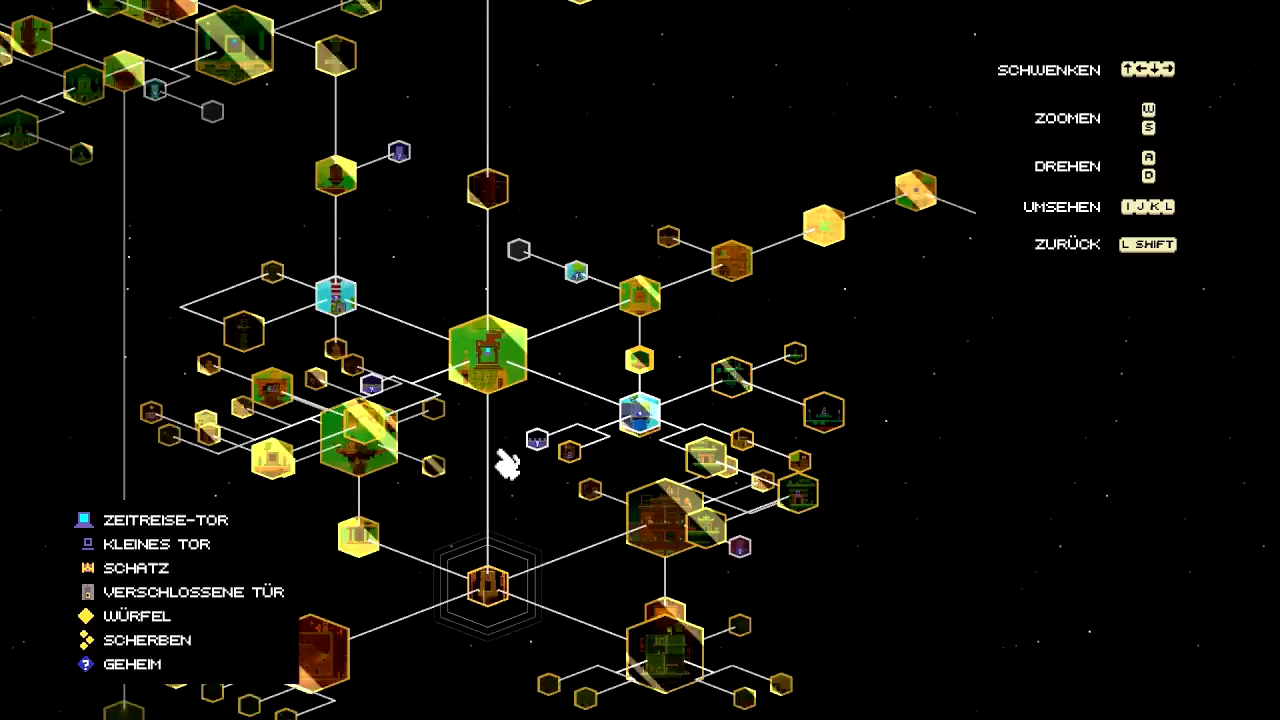 SCHWENKEN ↑←↓→
ZOOMEN W S
DREHEN A D
UMSEHEN I J K L
ZURÜCK L SHIFT
ZEITREISE-TOR
KLEINES TOR
SCHATZ
VERSCHLOSSENE TÜR
WÜRFEL
SCHERBEN
? GEHEIM